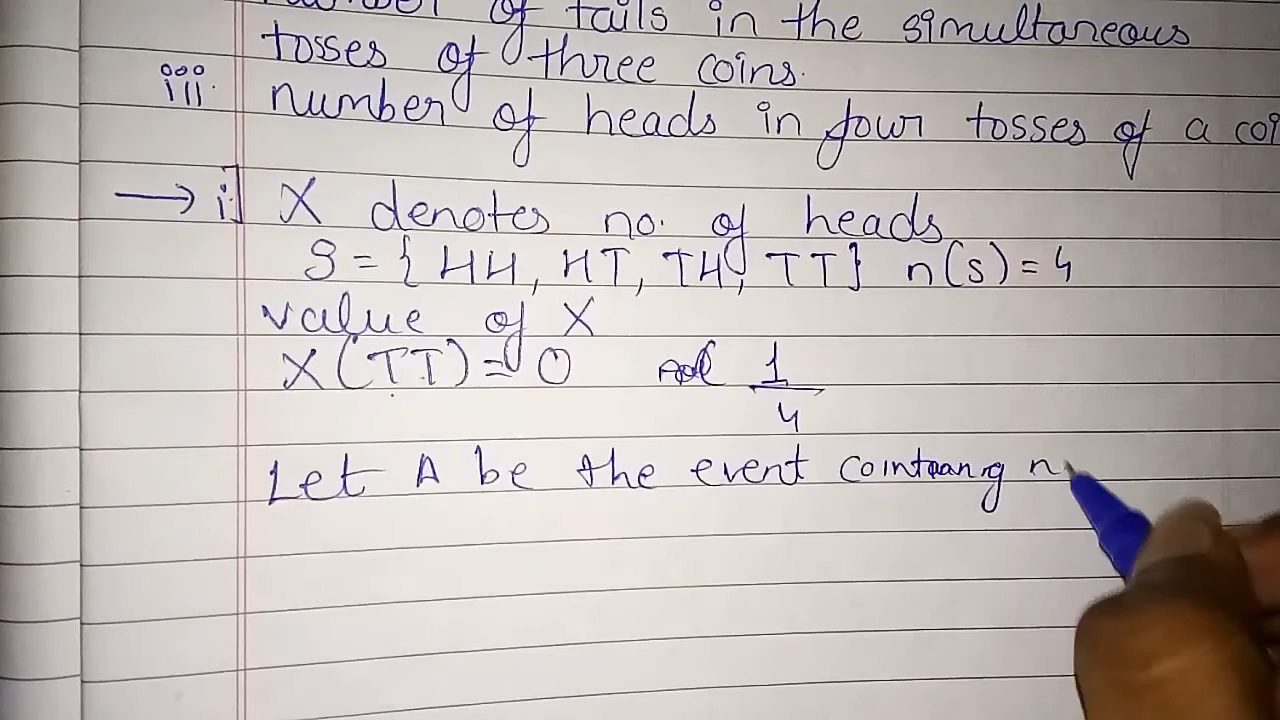 of tails in the simultaneous
tosses of three coins.
iii. number of heads in four tosses of a coi
→ i] X denotes no. of heads
S = { HH, HT, TH, TT} n(s) = 4
value of X
X (TT) = 0 1/4
Let A be the event n